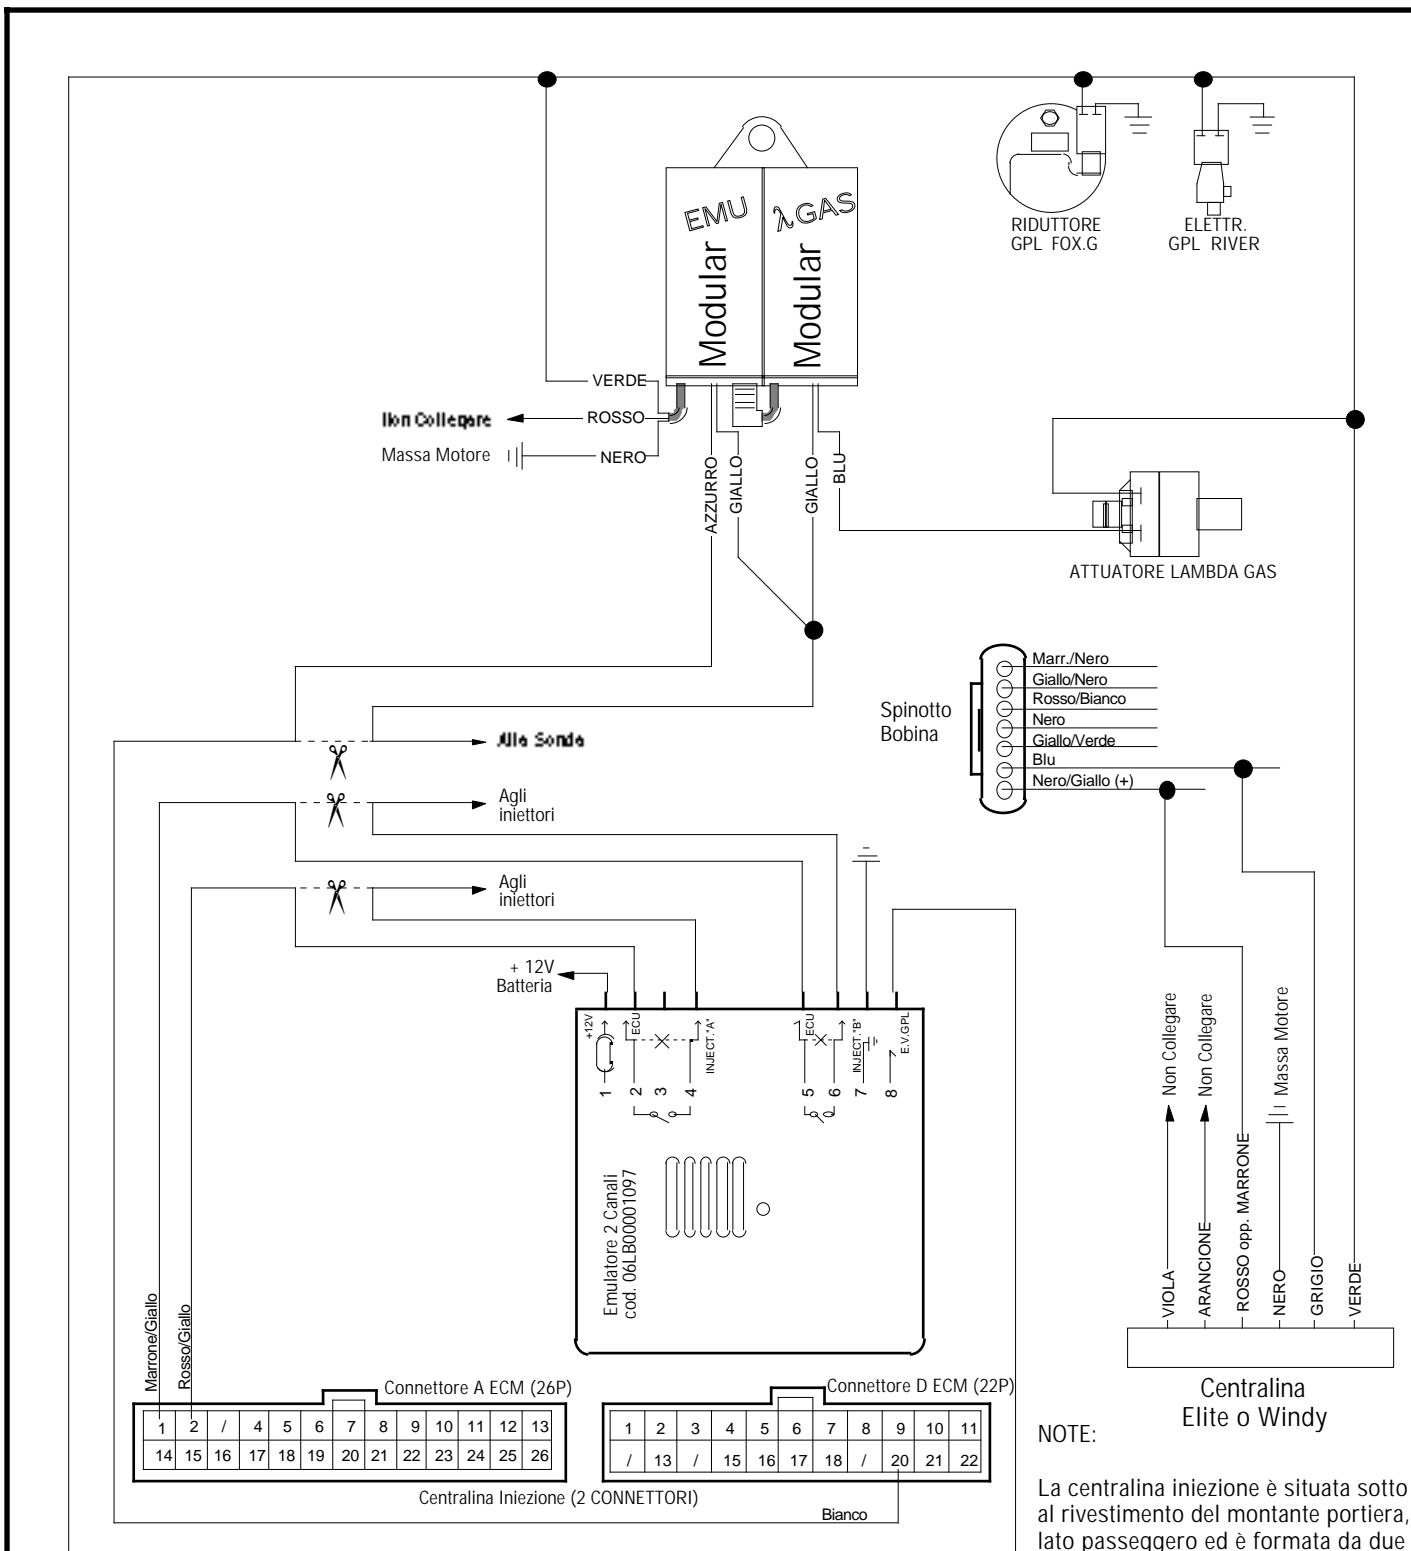 EMU
λGAS
Modular
Modular
RIDUTTORE
GPL FOX.G
ELETTR.
GPL RIVER
VERDE
Non Collegare
ROSSO
Massa Motore
NERO
AZZURRO
GIALLO
GIALLO
BLU
ATTUATORE LAMBDA GAS
Spinotto
Bobina
Marr./Nero
Giallo/Nero
Rosso/Bianco
Nero
Giallo/Verde
Blu
Nero/Giallo (+)
Alla Sonda
Agli
iniettori
Agli
iniettori
+ 12V
Batteria
+12V
ECU
INJECT."A"
ECU
INJECT."B"
E.V.GPL
1 2 3 4 5 6 7 8
Emulatore 2 Canali
cod. 06LB00001097
Non Collegare
Non Collegare
Massa Motore
VIOLA
ARANCIONE
ROSSO opp. MARRONE
NERO
GRIGIO
VERDE
Centralina
Elite o Windy
Marrone/Giallo
Rosso/Giallo
Connettore A ECM (26P)
1 2 / 4 5 6 7 8 9 10 11 12 13
14 15 16 17 18 19 20 21 22 23 24 25 26
Connettore D ECM (22P)
1 2 3 4 5 6 7 8 9 10 11
/ 13 / 15 16 17 18 / 20 21 22
Centralina Iniezione (2 CONNETTORI)
Bianco
NOTE:
La centralina iniezione è situata sotto
al rivestimento del montante portiera,
lato passeggero ed è formata da due